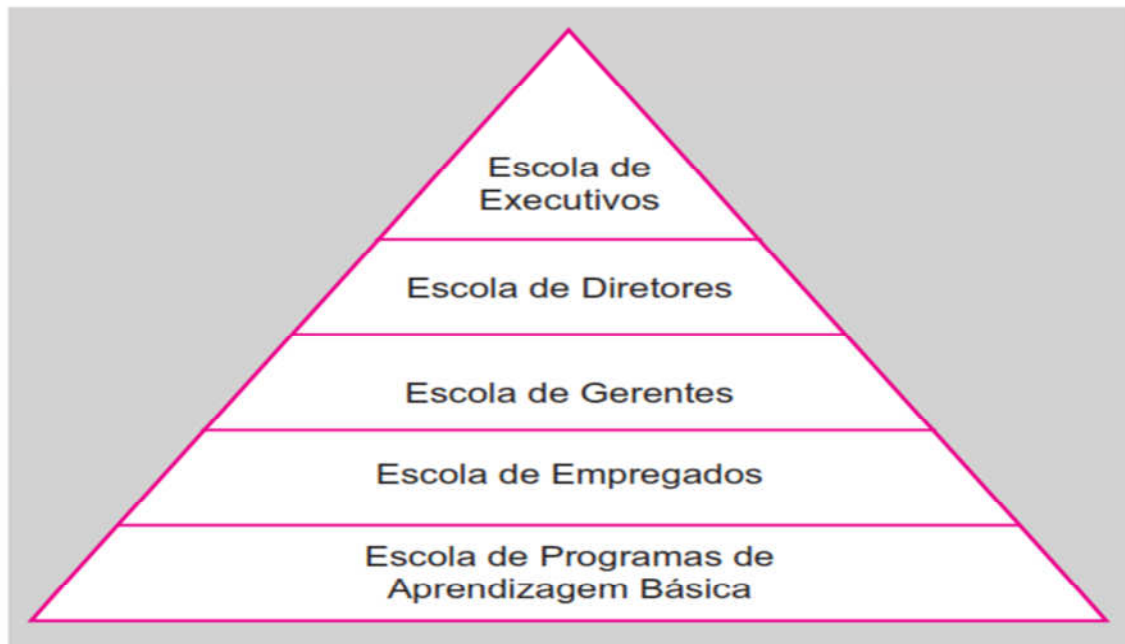 Escola de
Executivos
Escola de Diretores
Escola de Gerentes
Escola de Empregados
Escola de Programas de
Aprendizagem Básica